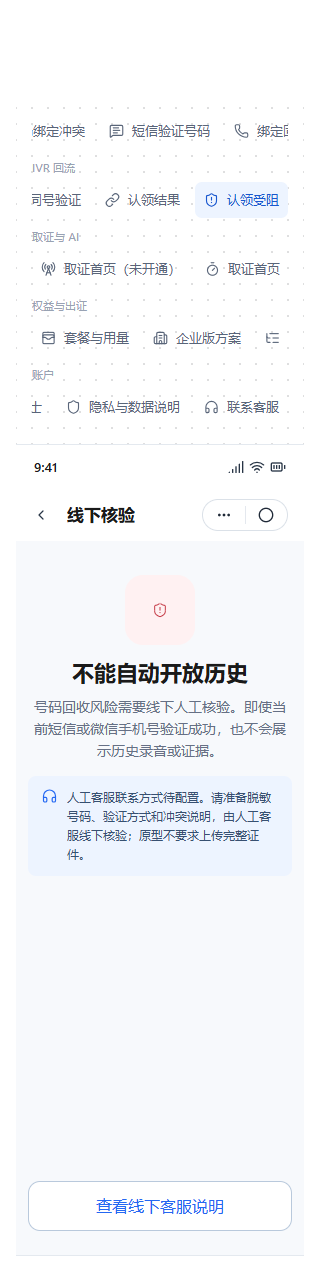 绑定冲突 短信验证号码
IVR 回流
同号验证 认领结果 认领受阻
取证与 AI
取证首页（未开通） 取证首页
权益与出证
套餐与用量 企业版方案
账户
隐私与数据说明 联系客服
9:41
线下核验
不能自动开放历史
号码回收风险需要线下人工核验。即使当
前短信或微信手机号验证成功，也不会展
示历史录音或证据。
人工客服联系方式待配置。请准备脱敏
号码、验证方式和冲突说明，由人工客
服线下核验；原型不要求上传完整证
件。
查看线下客服说明